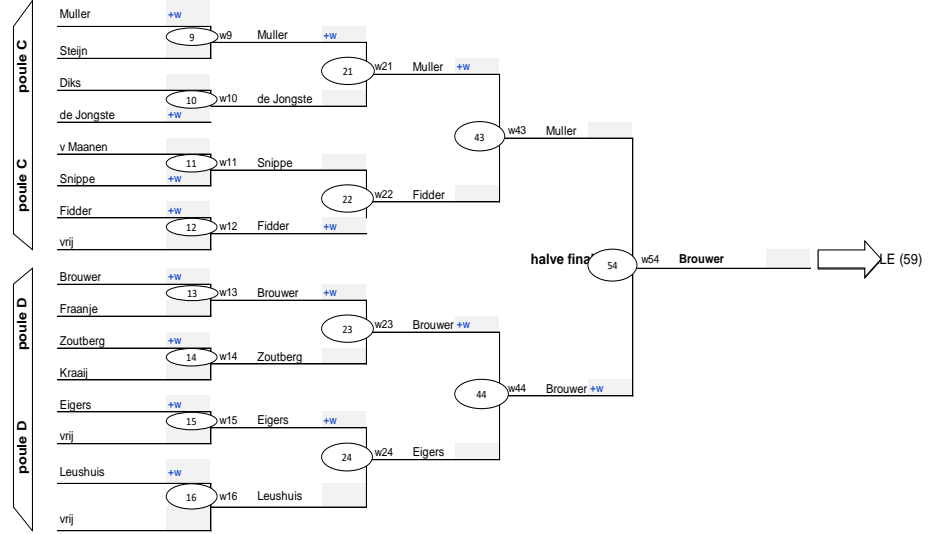 poule C
poule C
Muller +w
9 w9 Muller +w
Steijn
21 w21 Muller +w
Diks
10 w10 de Jongste
de Jongste +w
43 w43 Muller
v Maanen
11 w11 Snippe
Snippe +w
22 w22 Fidder
Fidder +w
12 w12 Fidder +w
vrij
halve fina 54 w54 Brouwer LE (59)
poule D
poule D
Brouwer +w
13 w13 Brouwer +w
Fraanje
23 w23 Brouwer +w
Zoutberg +w
14 w14 Zoutberg
Kraaij
44 w44 Brouwer +w
Eigers +w
15 w15 Eigers +w
vrij
24 w24 Eigers
Leushuis +w
16 w16 Leushuis
vrij